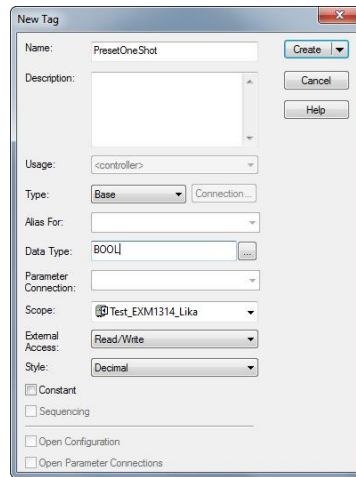 New Tag
Name: PresetOneShot Create
Description: Cancel
Help
Usage: <controller>
Type: Base Connection...
Alias For:
Data Type: BOOL ...
Parameter
Connection:
Scope: Test_EXM1314_Lika
External
Access: Read/Write
Style: Decimal
Constant
Sequencing
Open Configuration
Open Parameter Connections